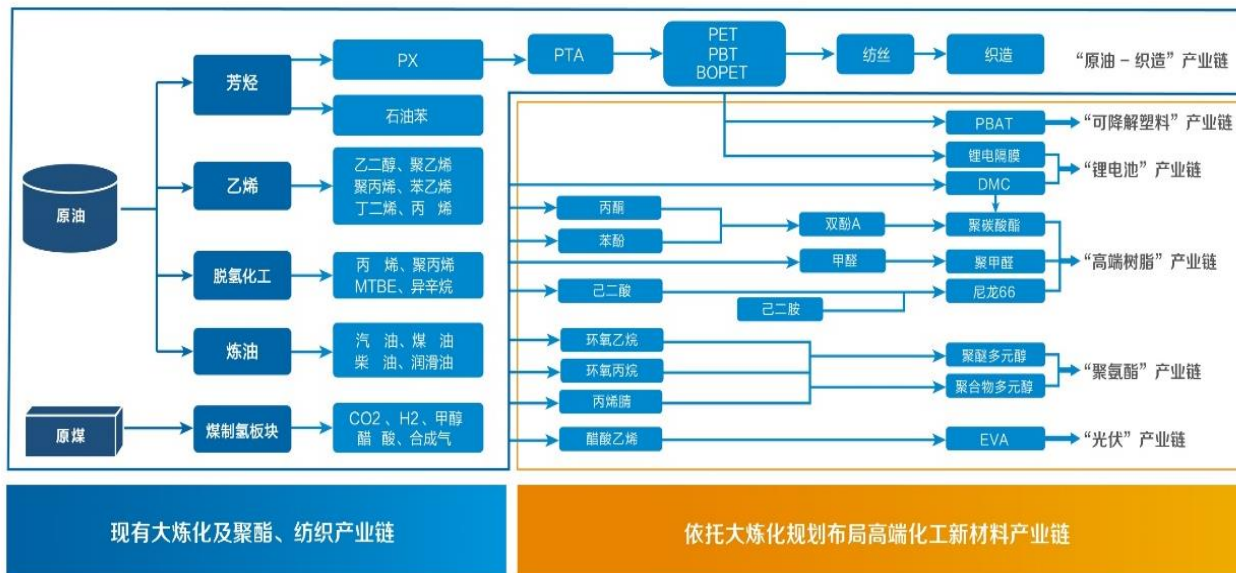 PX
PTA
PET
PBT
BOPET
纺丝
织造
“原油 – 织造” 产业链
芳烃
石油苯
原油
乙烯
乙二醇、聚乙烯
聚丙烯、苯乙烯
丁二烯、丙 烯
脱氢化工
丙 烯、聚丙烯
MTBE、异辛烷
炼油
汽 油、煤 油
柴 油、润滑油
原煤
煤制氢板块
CO2 、H2 、甲醇
醋 酸、合成气
PBAT
“可降解塑料” 产业链
锂电隔膜
DMC
“锂电池” 产业链
丙酮
苯酚
双酚A
聚碳酸酯
甲醛
聚甲醛
“高端树脂” 产业链
己二酸
己二胺
尼龙66
环氧乙烷
环氧丙烷
丙烯腈
聚醚多元醇
聚合物多元醇
“聚氨酯” 产业链
醋酸乙烯
EVA
“光伏” 产业链
现有大炼化及聚酯、纺织产业链
依托大炼化规划布局高端化工新材料产业链